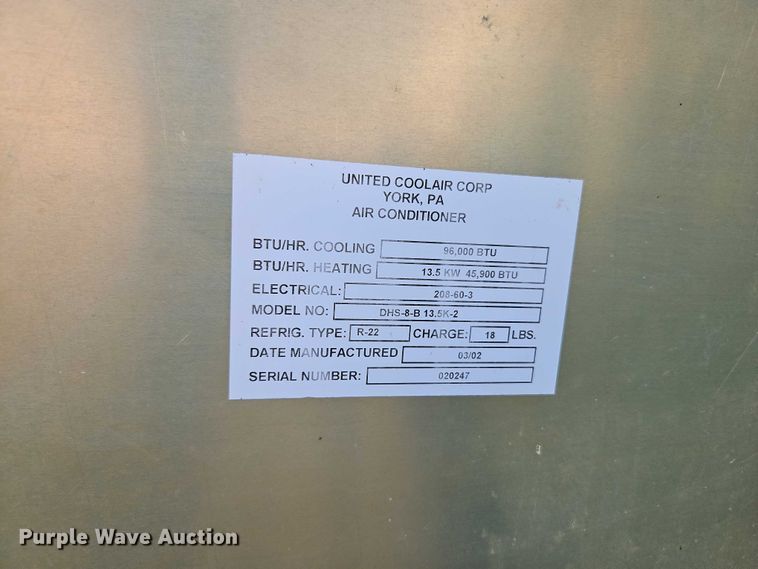 UNITED COOLAIR CORP
YORK, PA
AIR CONDITIONER
BTU/HR. COOLING 96,000 BTU
BTU/HR. HEATING 13.5 KW 45,900 BTU
ELECTRICAL: 208-60-3
MODEL NO: DHS-8-B 13.5K-2
REFRIG. TYPE: R-22 CHARGE: 18 LBS.
DATE MANUFACTURED 03/02
SERIAL NUMBER: 020247
Purple Wave Auction